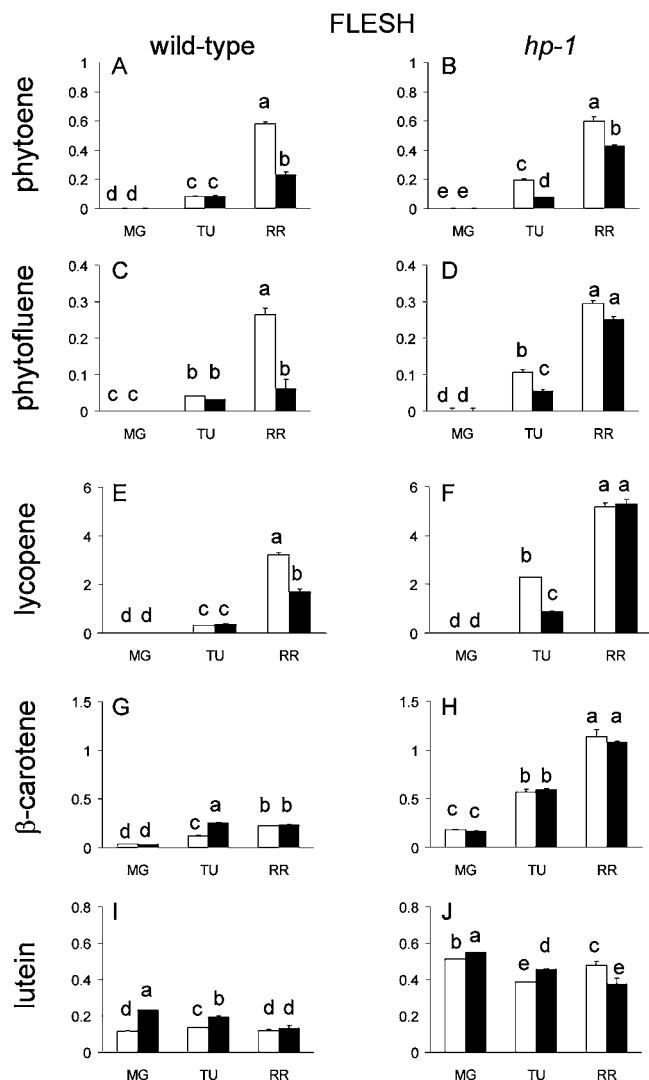 FLESH
wild-type hp-1
phytoene
A
1
0.8
0.6
0.4
0.2
0
d d c c a b
MG TU RR
B
1
0.8
0.6
0.4
0.2
0
e e c d a b
MG TU RR
phytofluene
C
0.4
0.3
0.2
0.1
0
c c b b a b
MG TU RR
D
0.4
0.3
0.2
0.1
0
d d b c a a
MG TU RR
lycopene
E
6
4
2
0
d d c c a b
MG TU RR
F
6
4
2
0
d d b c a a
MG TU RR
β-carotene
G
1.5
1
0.5
0
d d c a b b
MG TU RR
H
1.5
1
0.5
0
c c b b a a
MG TU RR
lutein
I
0.8
0.6
0.4
0.2
0
d a c b d d
MG TU RR
J
0.8
0.6
0.4
0.2
0
b a e d c e
MG TU RR